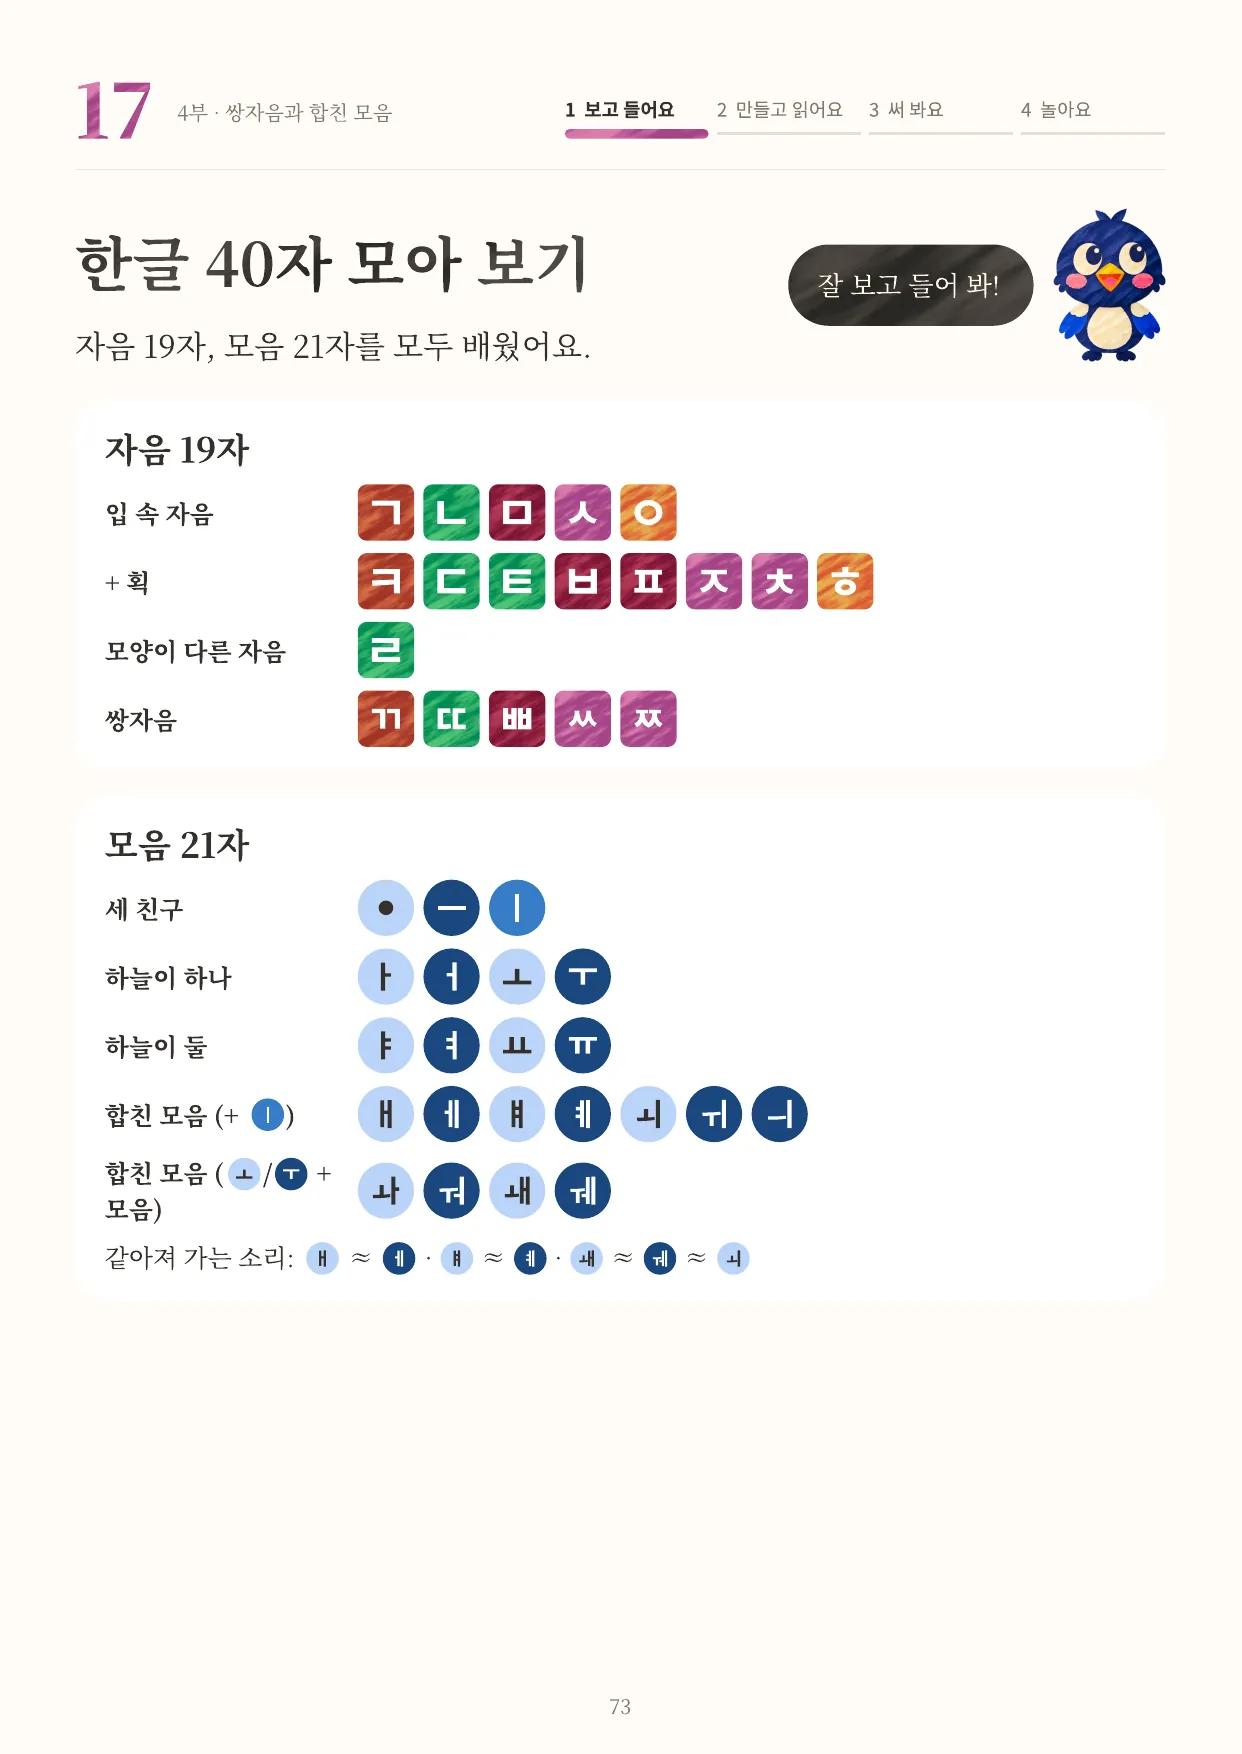 17 4부 · 쌍자음과 합친 모음 1 보고 들어요 2 만들고 읽어요 3 써 봐요 4 놀아요
한글 40자 모아 보기
잘 보고 들어 봐!
자음 19자, 모음 21자를 모두 배웠어요.
자음 19자
입 속 자음 ㄱ ㄴ ㅁ ㅅ ㅇ
+ 획 ㅋ ㄷ ㅌ ㅂ ㅍ ㅈ ㅊ ㅎ
모양이 다른 자음 ㄹ
쌍자음 ㄲ ㄸ ㅃ ㅆ ㅉ
모음 21자
세 친구 • ㅡ ㅣ
하늘이 하나 ㅏ ㅓ ㅗ ㅜ
하늘이 둘 ㅑ ㅕ ㅛ ㅠ
합친 모음 (+ ㅣ) ㅐ ㅔ ㅒ ㅖ ㅚ ㅟ ㅢ
합친 모음 (ㅗ/ㅜ + 모음) ㅘ ㅝ ㅙ ㅞ
같아져 가는 소리: ㅐ ≈ ㅔ · ㅒ ≈ ㅖ · ㅙ ≈ ㅞ ≈ ㅚ
73